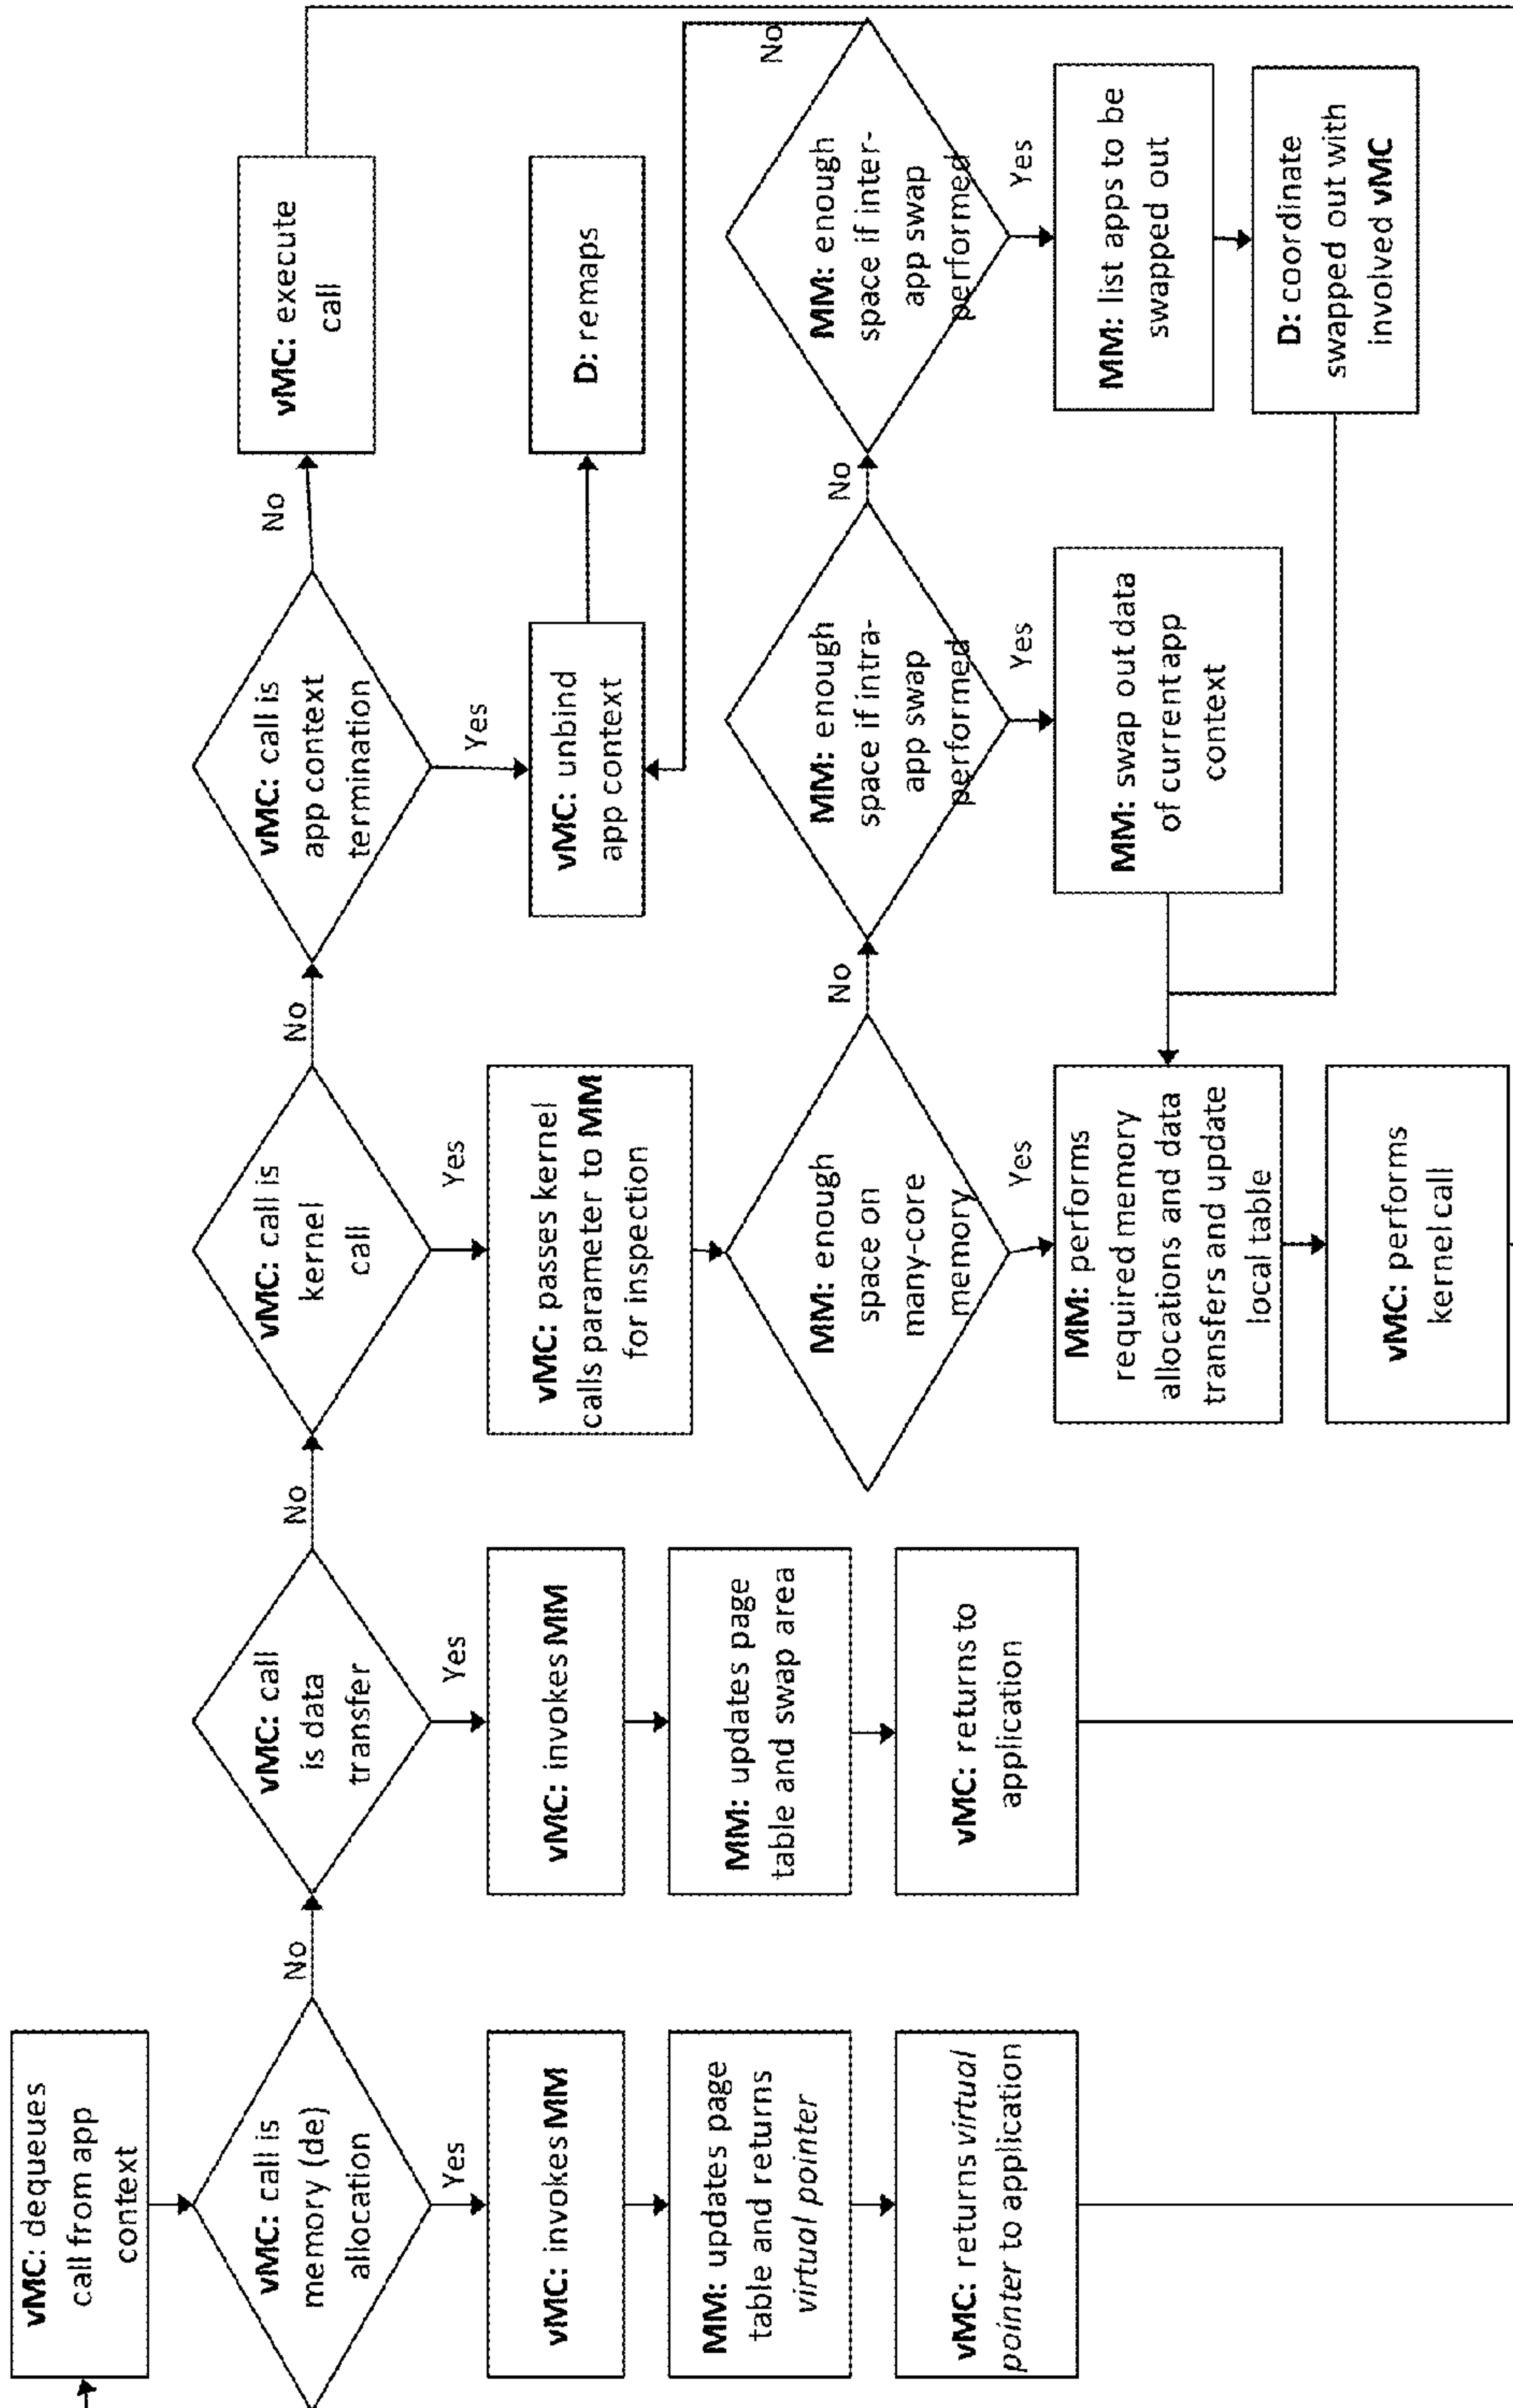 vMC: dequeues
call from app
context
vMC: call is
memory (de)
allocation
No
Yes
vMC: invokes MM
MM: updates page
table and returns
virtual pointer
vMC: returns virtual
pointer to application
vMC: call
is data
transfer
No
Yes
vMC: invokes MM
MM: updates page
table and swap area
vMC: returns to
application
vMC: call is
kernel
call
No
Yes
vMC: passes kernel
calls parameter to MM
for inspection
MM: enough
space on
many-core
memory
No
Yes
MM: performs
required memory
allocations and data
transfers and update
local table
vMC: performs
kernel call
vMC: call is
app context
termination
No
Yes
vMC: unbind
app context
D: remaps
vMC: execute
call
MM: enough
space if intra-
app swap
performed
No
Yes
MM: swap out data
of current app
context
MM: enough
space if inter-
app swap
performed
No
Yes
MM: list apps to be
swapped out
D: coordinate
swapped out with
involved vMC